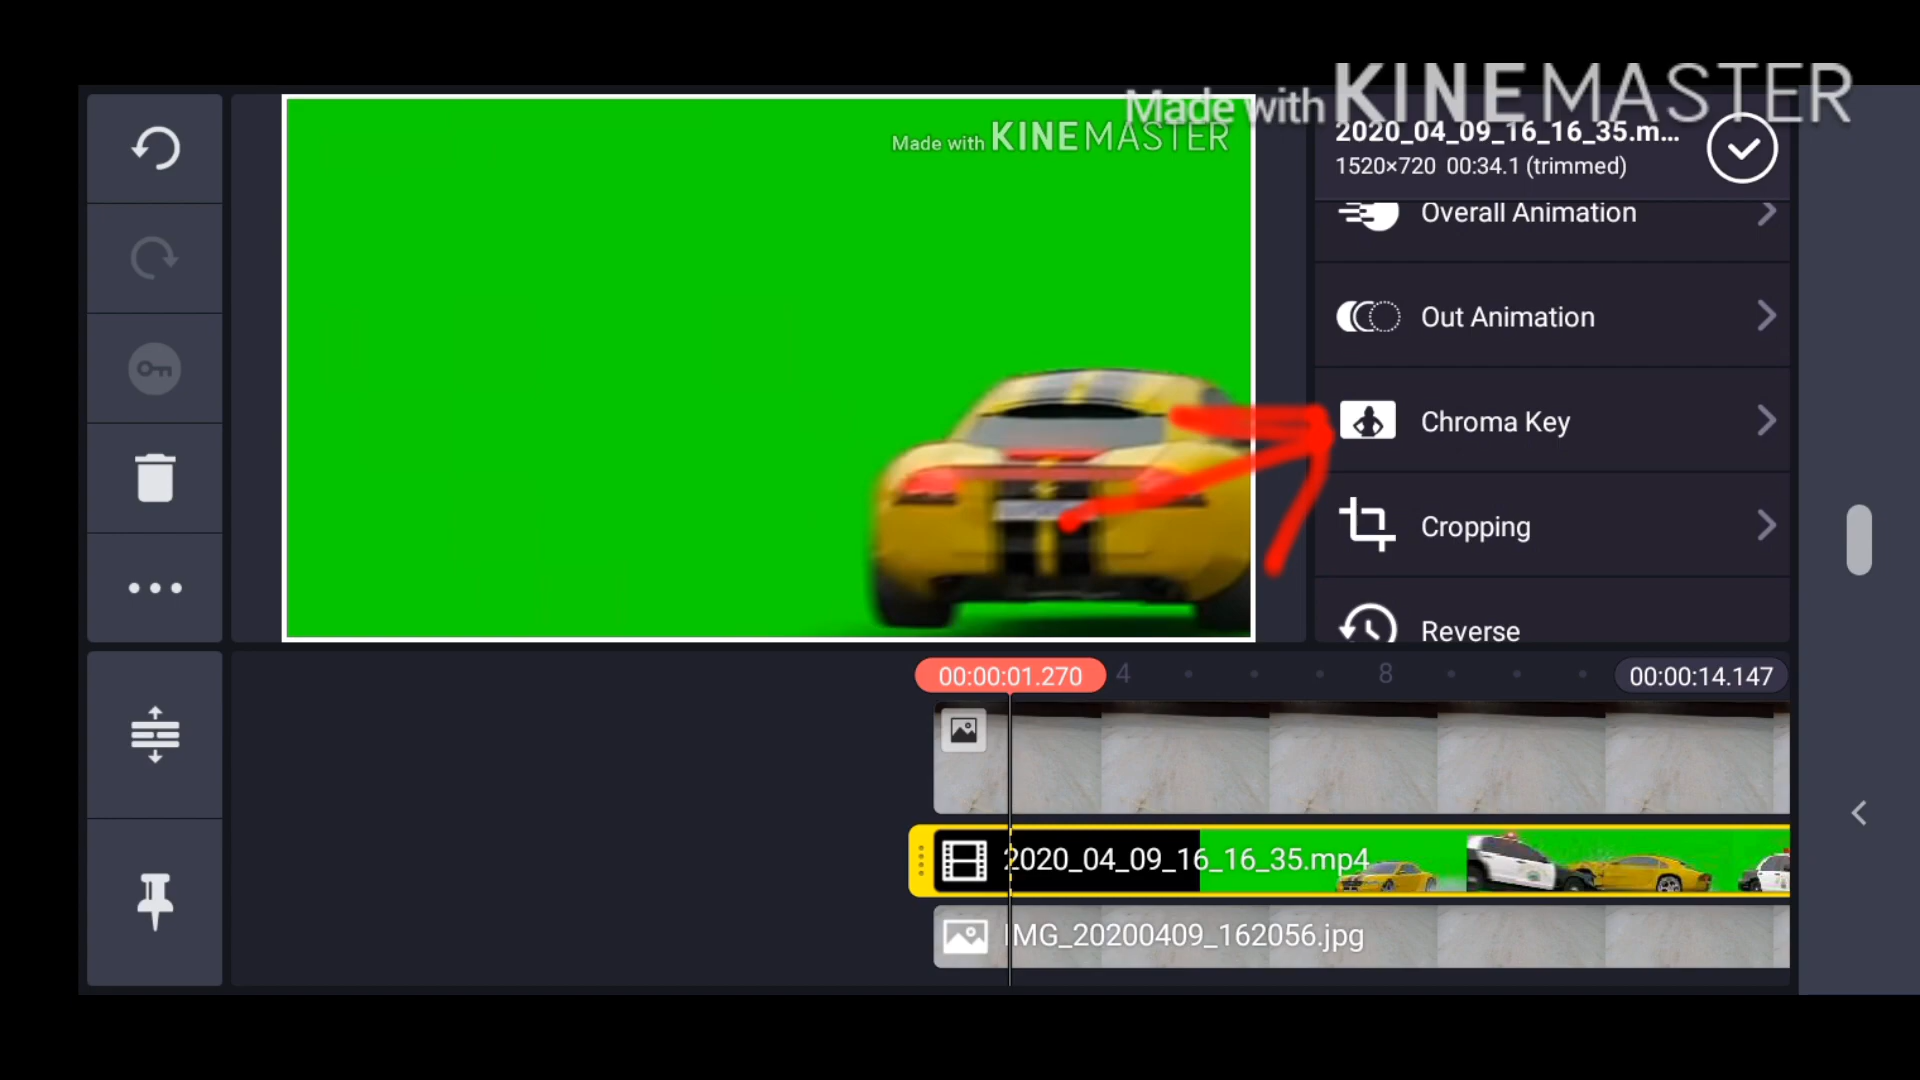 Made with KINEMASTER
Made with KINEMASTER
2020_04_09_16_16_35.m...
1520×720 00:34.1 (trimmed)
Overall Animation
Out Animation
Chroma Key
Cropping
Reverse
00:00:01.270
4
8
00:00:14.147
2020_04_09_16_16_35.mp4
IMG_20200409_162056.jpg